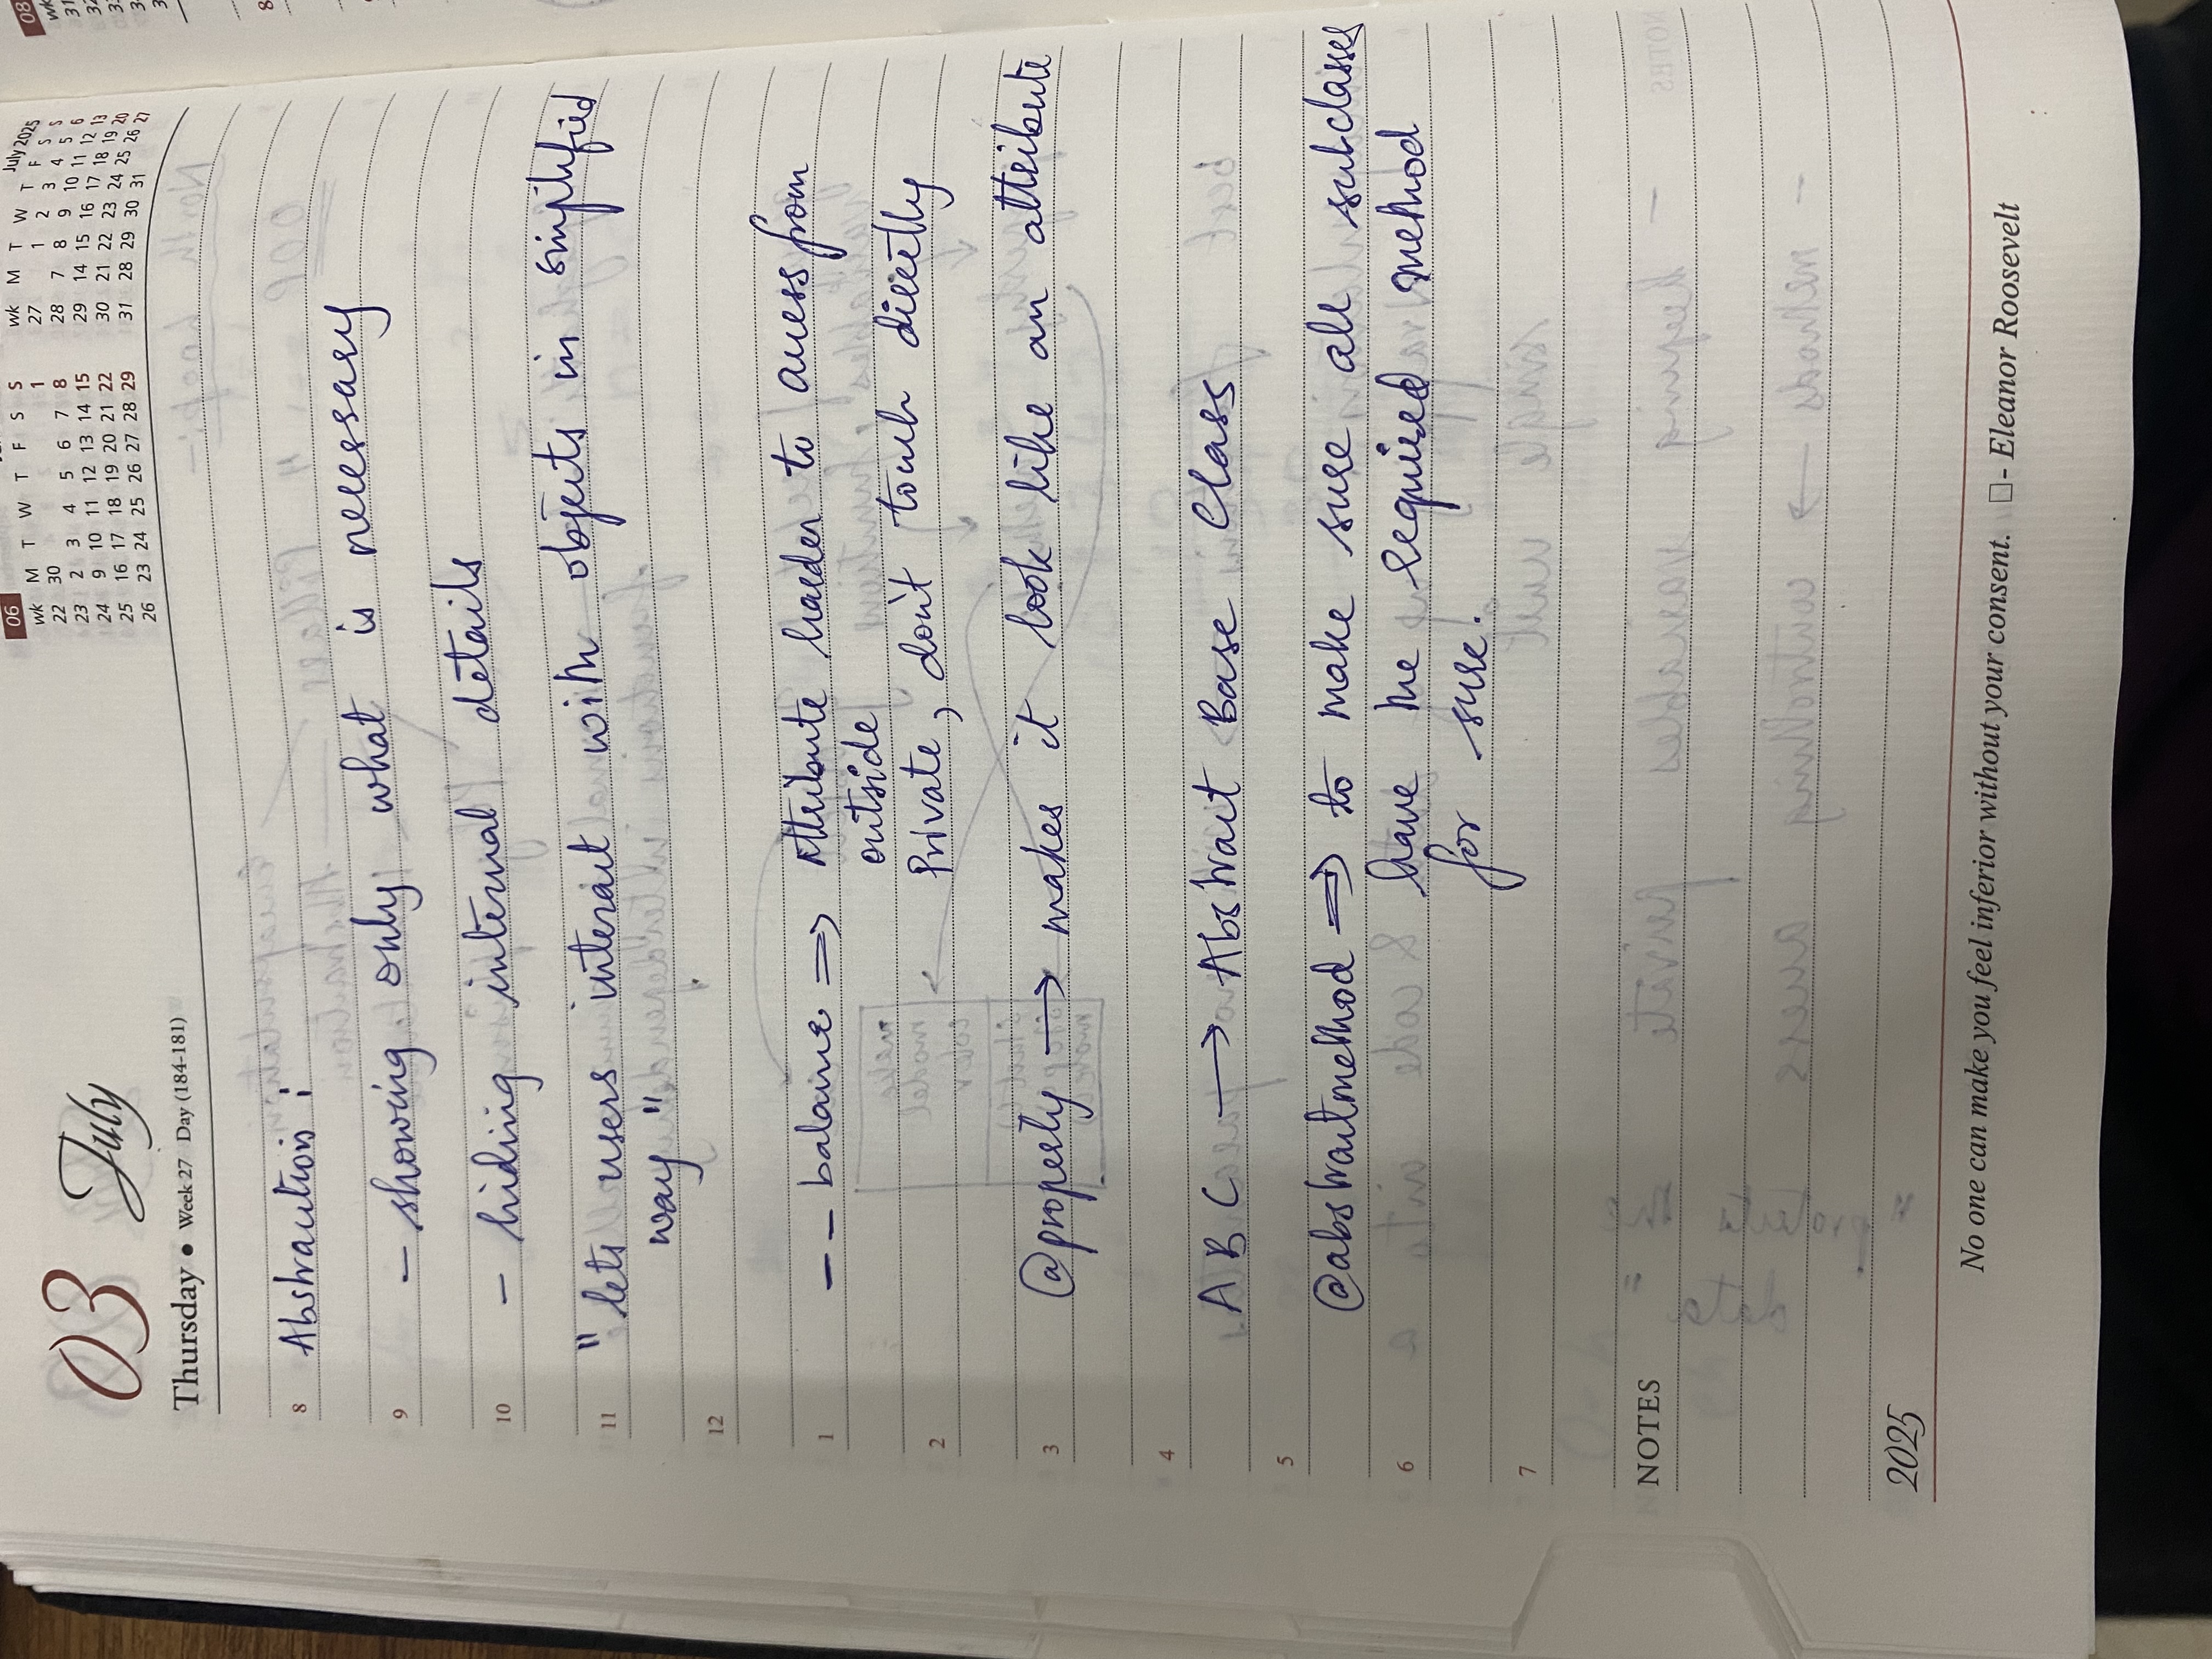 03 July
Thursday • Week 27 Day (184-181)
06
wk M T W T F S S
22 30 1
23 2 3 4 5 6 7 8
24 9 10 11 12 13 14 15
25 16 17 18 19 20 21 22
26 23 24 25 26 27 28 29
July 2025
wk M T W T F S S
27 1 2 3 4 5 6
28 7 8 9 10 11 12 13
29 14 15 16 17 18 19 20
30 21 22 23 24 25 26 27
31 28 29 30 31
8 Abstraction :
9 - showing only what is necessary
10 - hiding internal details
11 "lets users interact with objects in simplified
way"
12
1 __balance => Attribute harder to access from
outside
2 Private, don't touch directly
3 @property → makes it look like an attribute
4
ABC → Abstract Base Class
5
@abstractmethod => to make sure all subclasses
6 have the required method
for sure.
7
NOTES
2025
No one can make you feel inferior without your consent. □- Eleanor Roosevelt